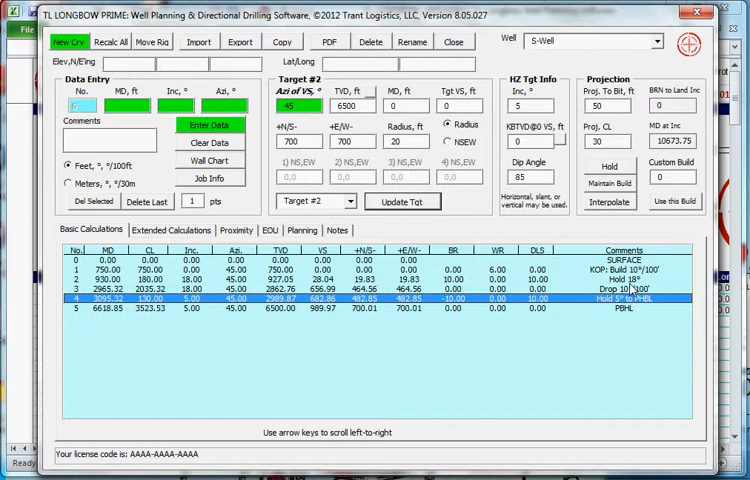 TL LONGBOW PRIME: Well Planning & Directional Drilling Software, ©2012 Trant Logistics, LLC, Version 8.05.027
File
New Crv Recalc All Move Rig Import Export Copy PDF Delete Rename Close Well S-Well
Elev,N/E'ing Lat/Long
Data Entry Target #2 HZ Tgt Info Projection
No. MD, ft Inc, ° Azi, ° Azi of VS, ° TVD, ft MD, ft Tgt VS, ft Inc, ° Proj. To Bit, ft BRN to Land Inc
6 45 6500 0 0 5 50 0
Comments Enter Data +N/S- +E/W- Radius, ft Radius KBTVD@0 VS, ft Proj. CL MD at Inc
Clear Data 700 700 20 NSEW 0 30 10673.75
Feet, °, °/100ft Wall Chart 1) NS,EW 2) NS,EW 3) NS,EW 4) NS,EW Dip Angle Hold Custom Build
Meters, °, °/30m Job Info 0,0 0,0 0,0 0,0 85 Maintain Build 0
Del Selected Delete Last 1 pts Target #2 Update Tgt Horizontal, slant, or vertical may be used. Interpolate Use this Build
Basic Calculations Extended Calculations Proximity EOU Planning Notes
No. MD CL Inc. Azi. TVD VS +N/S- +E/W- BR WR DLS Comments
0 0.00 0.00 0.00 45.00 0.00 0.00 0.00 0.00 SURFACE
1 750.00 750.00 0.00 45.00 750.00 0.00 0.00 0.00 0.00 6.00 0.00 KOP: Build 10°/100'
2 930.00 180.00 18.00 45.00 927.05 28.04 19.83 19.83 10.00 0.00 10.00 Hold 18°
3 2965.32 2035.32 18.00 45.00 2862.76 656.99 464.56 464.56 0.00 0.00 0.00 Drop 10°/100'
4 3095.32 130.00 5.00 45.00 2989.87 682.86 482.85 482.85 -10.00 0.00 10.00 Hold 5° to PHBL
5 6618.85 3523.53 5.00 45.00 6500.00 989.97 700.01 700.01 0.00 0.00 0.00 PBHL
Use arrow keys to scroll left-to-right
Your license code is: AAAA-AAAA-AAAA
Ready